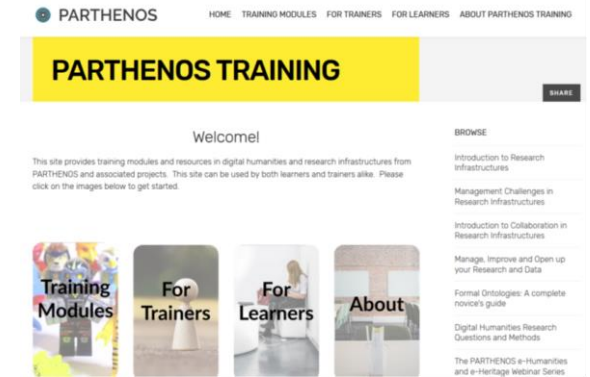 PARTHENOS
HOME TRAINING MODULES FOR TRAINERS FOR LEARNERS ABOUT PARTHENOS TRAINING
PARTHENOS TRAINING
SHARE
Welcome!
This site provides training modules and resources in digital humanities and research infrastructures from
PARTHENOS and associated projects. This site can be used by both learners and trainers alike. Please
click on the images below to get started.
Training
Modules
For
Trainers
For
Learners
About
BROWSE
Introduction to Research
Infrastructures
Management Challenges in
Research Infrastructures
Introduction to Collaboration in
Research Infrastructures
Manage, Improve and Open up
your Research and Data
Formal Ontologies: A complete
novice's guide
Digital Humanities Research
Questions and Methods
The PARTHENOS e-Humanities
and e-Heritage Webinar Series